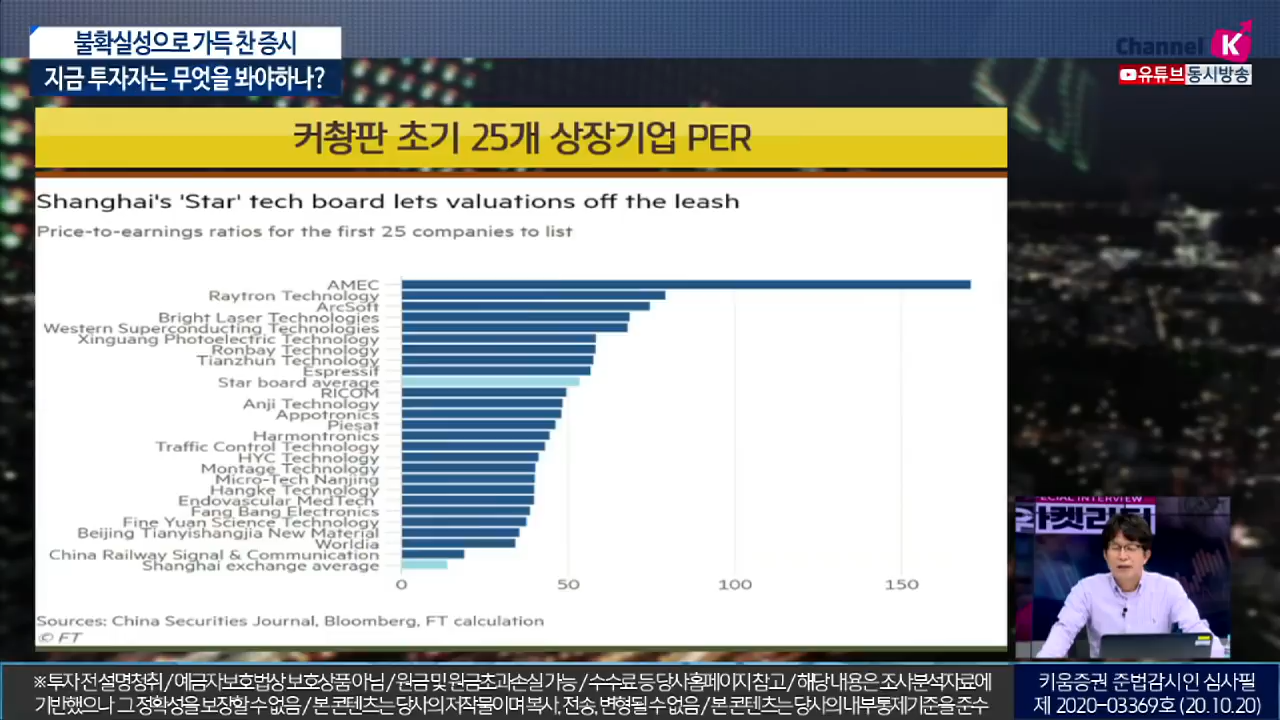 불확실성으로 가득 찬 증시
지금 투자자는 무엇을 봐야하나?
Channel K
유튜브 동시방송
커촹판 초기 25개 상장기업 PER
Shanghai's 'Star' tech board lets valuations off the leash
Price-to-earnings ratios for the first 25 companies to list
AMEC
Raytron Technology
ArcSoft
Bright Laser Technologies
Western Superconducting Technologies
Xinguang Photoelectric Technology
Ronbay Technology
Tianzhun Technology
Espressif
Star board average
RICOM
Anji Technology
Appotronics
Piesat
Harmontronics
Traffic Control Technology
HYC Technology
Montage Technology
Micro-Tech Nanjing
Hangke Technology
Endovascular MedTech
Fang Bang Electronics
Fine Yuan Science Technology
Beijing Tianyishangjia New Material
Worldia
China Railway Signal & Communication
Shanghai exchange average
0 50 100 150
Sources: China Securities Journal, Bloomberg, FT calculation
© FT
INTERVIEW
※ 투자 전 설명청취 / 예금자보호법상 보호상품 아님 / 원금 및 원금초과손실 가능 / 수수료 등 당사홈페이지 참고 / 해당 내용은 조사분석자료에
기반했으나 그 정확성을 보장할 수 없음 / 본 콘텐츠는 당사의 저작물이며 복사, 전송, 변형될 수 없음 / 본 콘텐츠는 당사의 내부통제기준을 준수
키움증권 준법감시인 심사필
제 2020-03369호 (20.10.20)